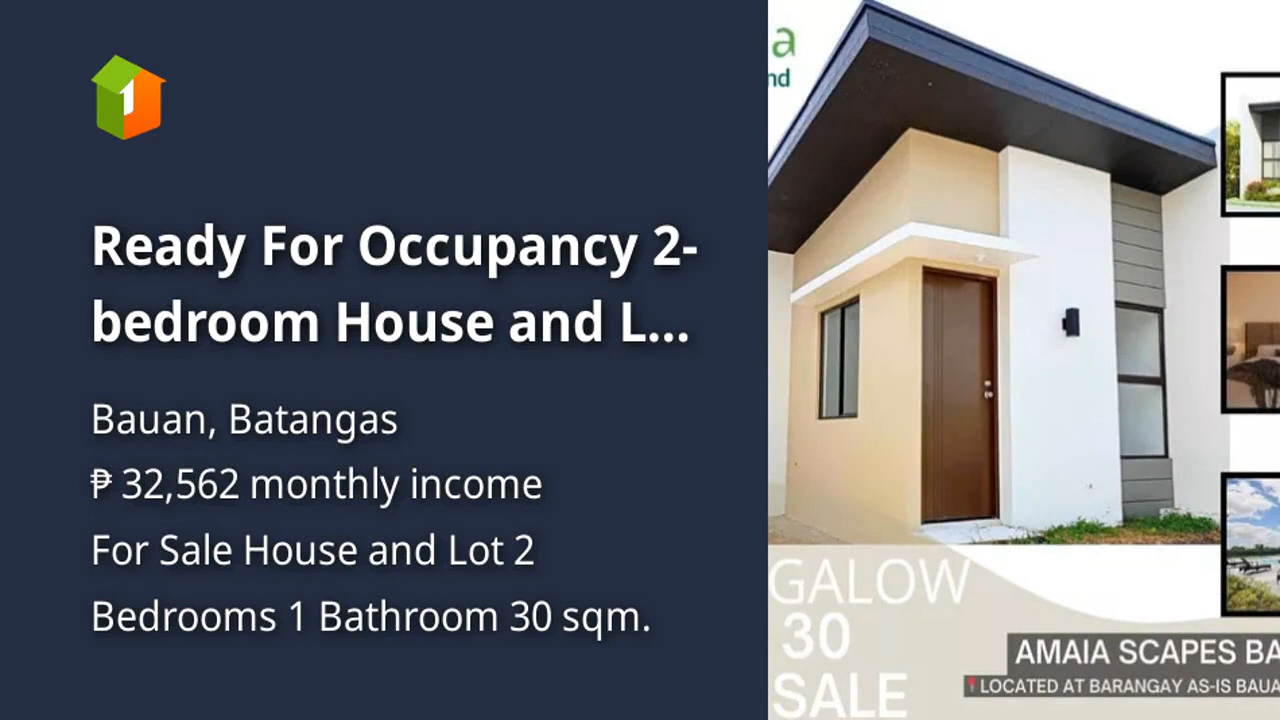 Ready For Occupancy 2-
bedroom House and L...
Bauan, Batangas
₱ 32,562 monthly income
For Sale House and Lot 2
Bedrooms 1 Bathroom 30 sqm.
a
nd
GALOW
30
SALE
AMAIA SCAPES BA
LOCATED AT BARANGAY AS-IS BAUA